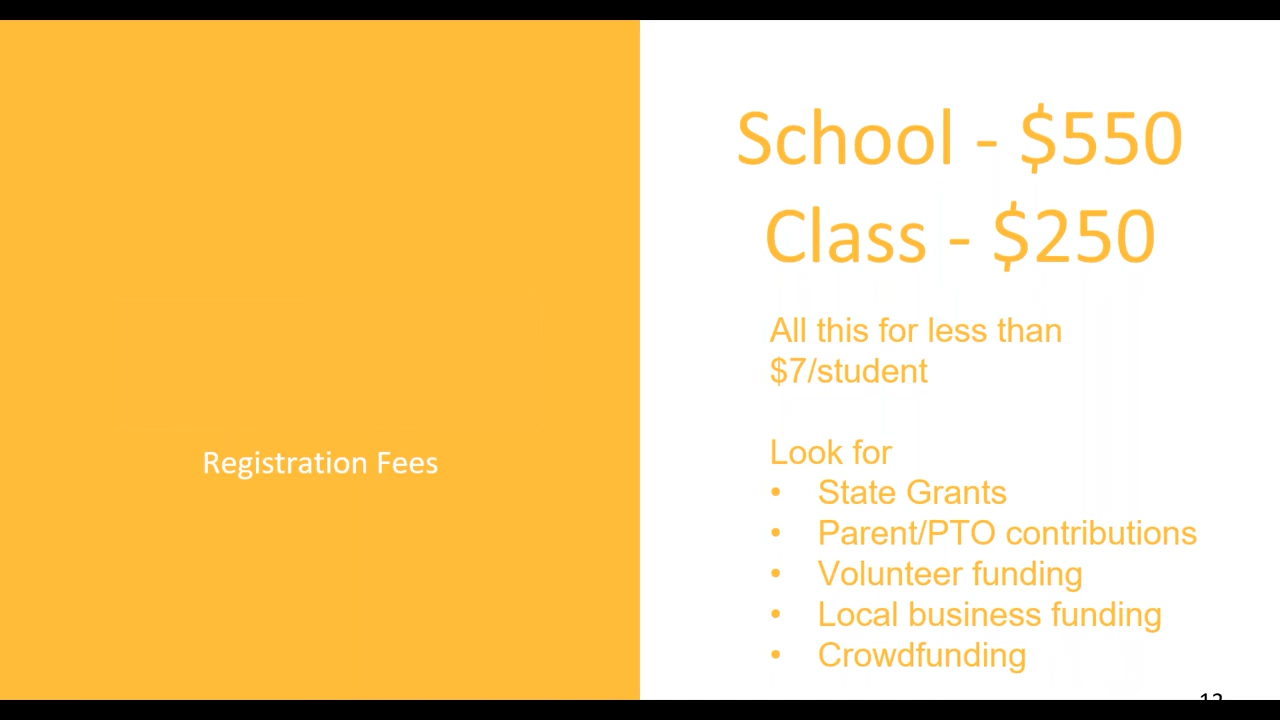 Registration Fees
School - $550
Class - $250
All this for less than
$7/student
Look for
• State Grants
• Parent/PTO contributions
• Volunteer funding
• Local business funding
• Crowdfunding